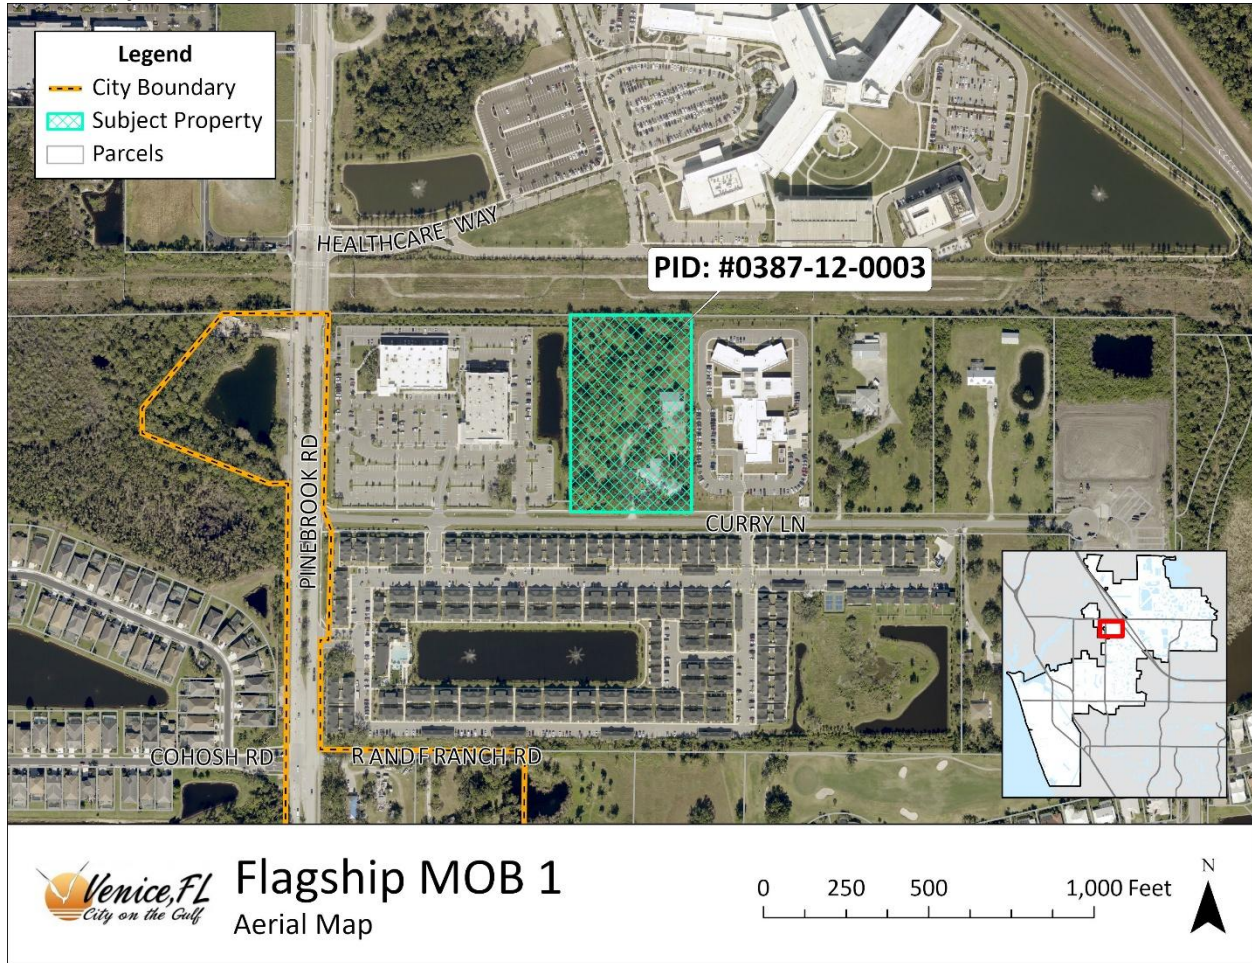 Legend
City Boundary
Subject Property
Parcels
HEALTHCARE WAY
PID: #0387-12-0003
PINEBROOK RD
CURRY LN
COHOSH RD
R AND F RANCH RD
Venice, FL
City on the Gulf
Flagship MOB 1
Aerial Map
0 250 500 1,000 Feet
N